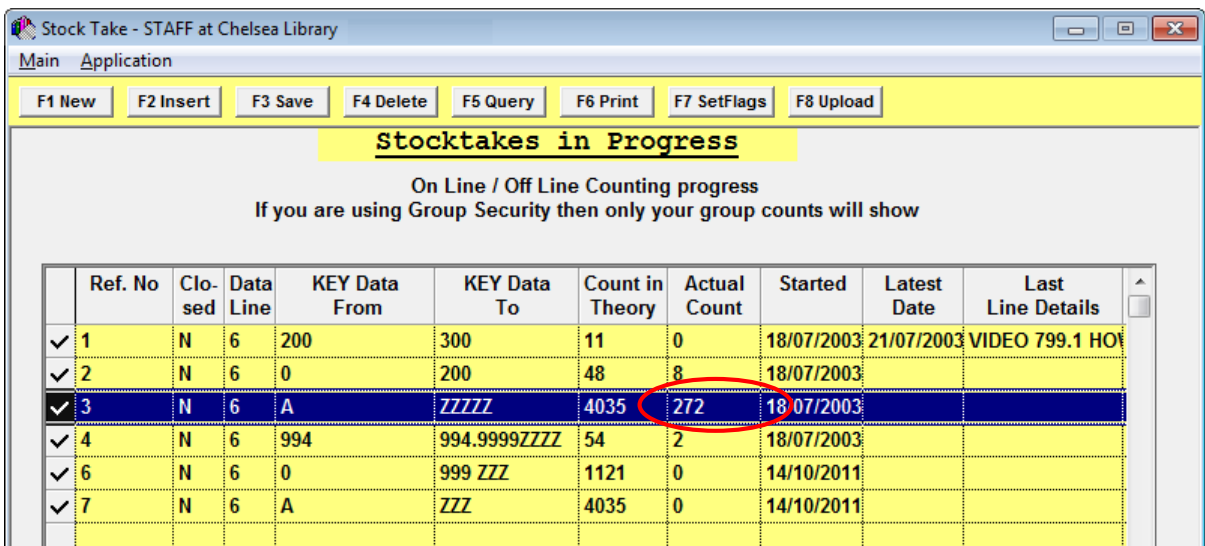 Stock Take - STAFF at Chelsea Library
Main Application
F1 New F2 Insert F3 Save F4 Delete F5 Query F6 Print F7 SetFlags F8 Upload
Stocktakes in Progress
On Line / Off Line Counting progress
If you are using Group Security then only your group counts will show
Ref. No Clo- Data KEY Data KEY Data Count in Actual Started Latest Last
sed Line From To Theory Count Date Line Details
1 N 6 200 300 11 0 18/07/2003 21/07/2003 VIDEO 799.1
2 N 6 0 200 48 8 18/07/2003
3 N 6 A ZZZZZ 4035 272 18/07/2003
4 N 6 994 994.9999ZZZZ 54 2 18/07/2003
6 N 6 0 999 ZZZ 1121 0 14/10/2011
7 N 6 A ZZZ 4035 0 14/10/2011